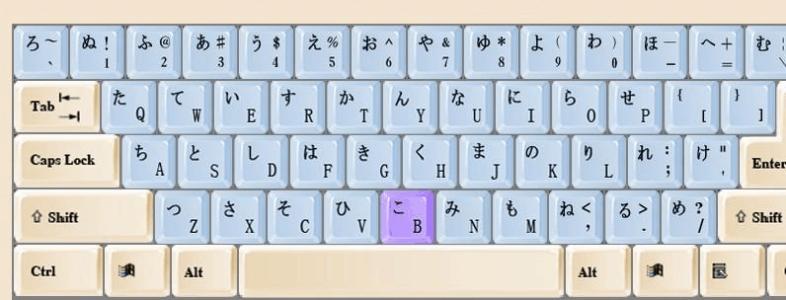 ろ ~ 、 ぬ ! 1 ふ @ 2 あ # 3 う $ 4 え % 5 お ^ 6 や & 7 ゆ * 8 よ ( 9 わ ) 0 ほ — – へ + = む ¦ \
Tab た Q て W い E す R か T ん Y な U に I ら O せ P { [ } ]
Caps Lock ち A と S し D は F き G く H ま J の K り L れ : ; け " ' Enter
⇧ Shift つ Z さ X そ C ひ V こ B み N も M ね < , る > . め ? / ⇧ Shift
Ctrl Alt Alt